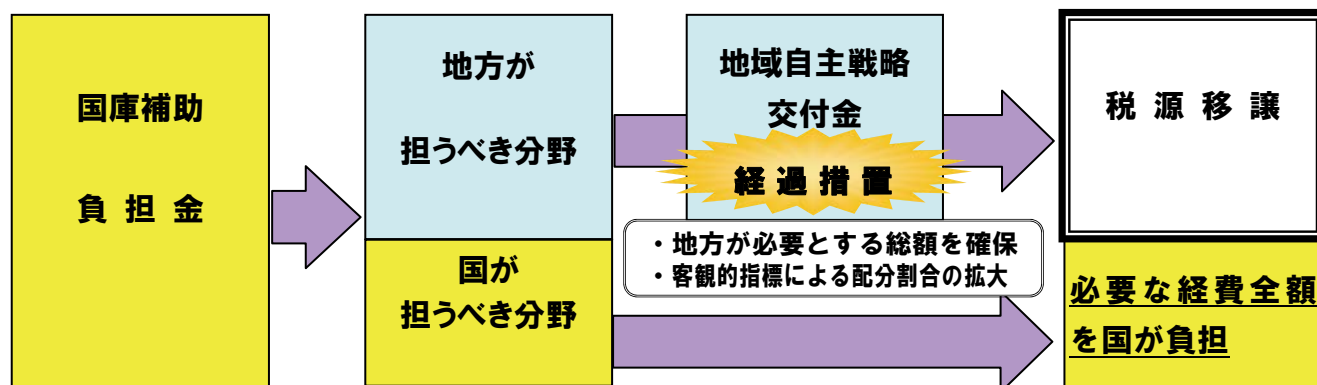 国庫補助
負担金
地方が
担うべき分野
国が
担うべき分野
地域自主戦略
交付金
経過措置
・地方が必要とする総額を確保
・客観的指標による配分割合の拡大
税源移譲
必要な経費全額
を国が負担